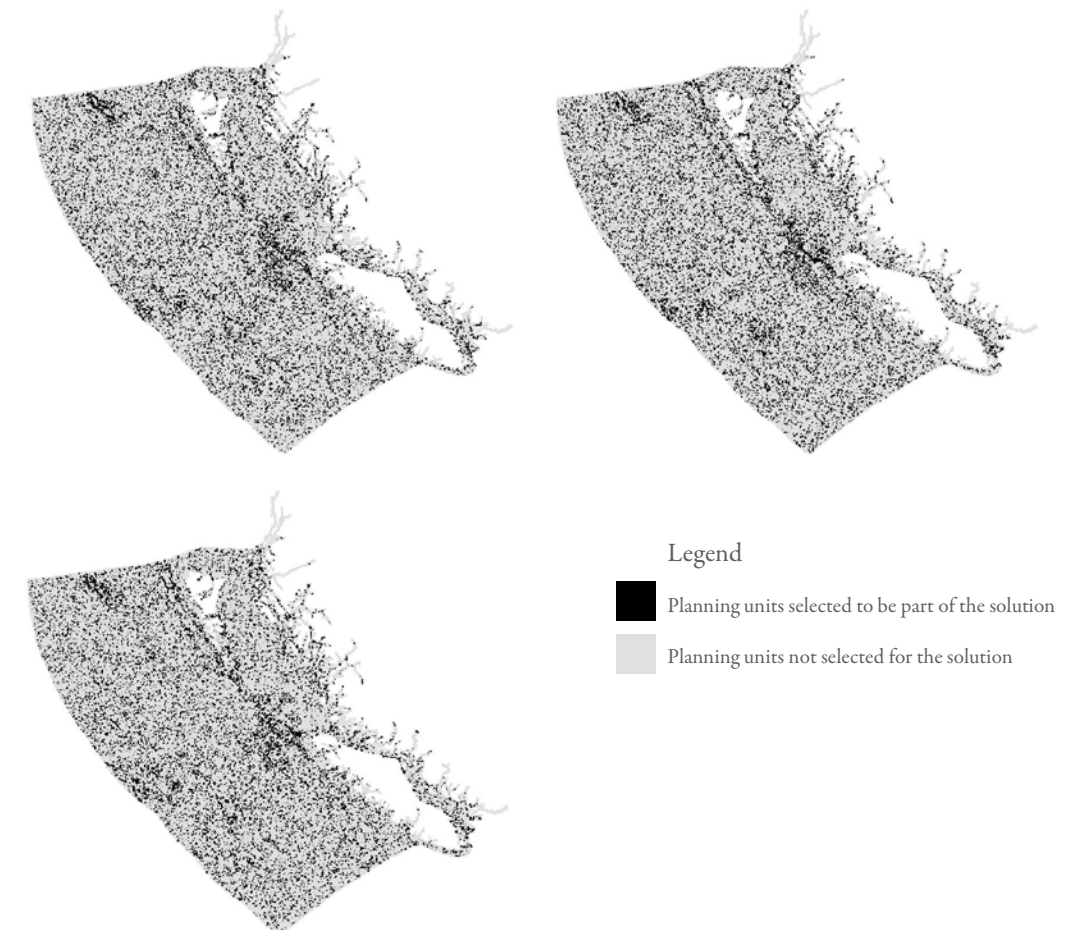 Legend
Planning units selected to be part of the solution
Planning units not selected for the solution